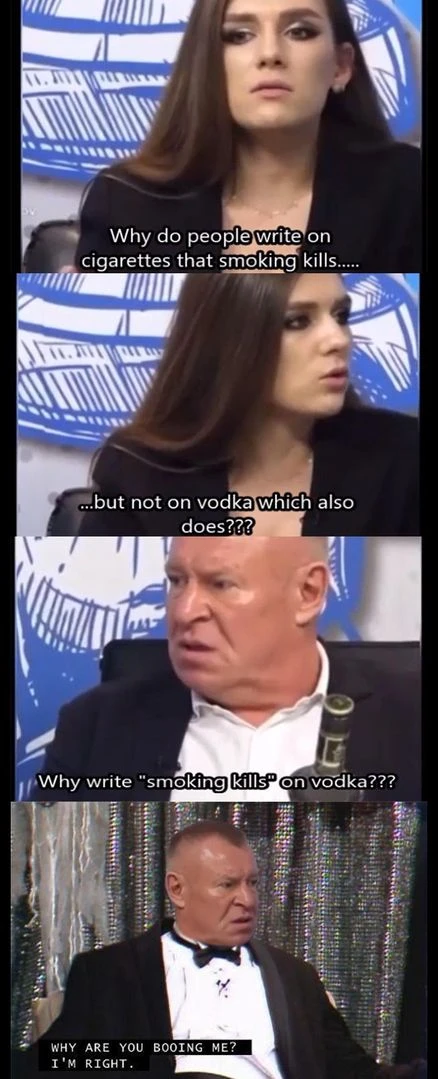 Why do people write on
cigarettes that smoking kills.....
...but not on vodka which also
does???
Why write "smoking kills" on vodka???
WHY ARE YOU BOOING ME?
I'M RIGHT.